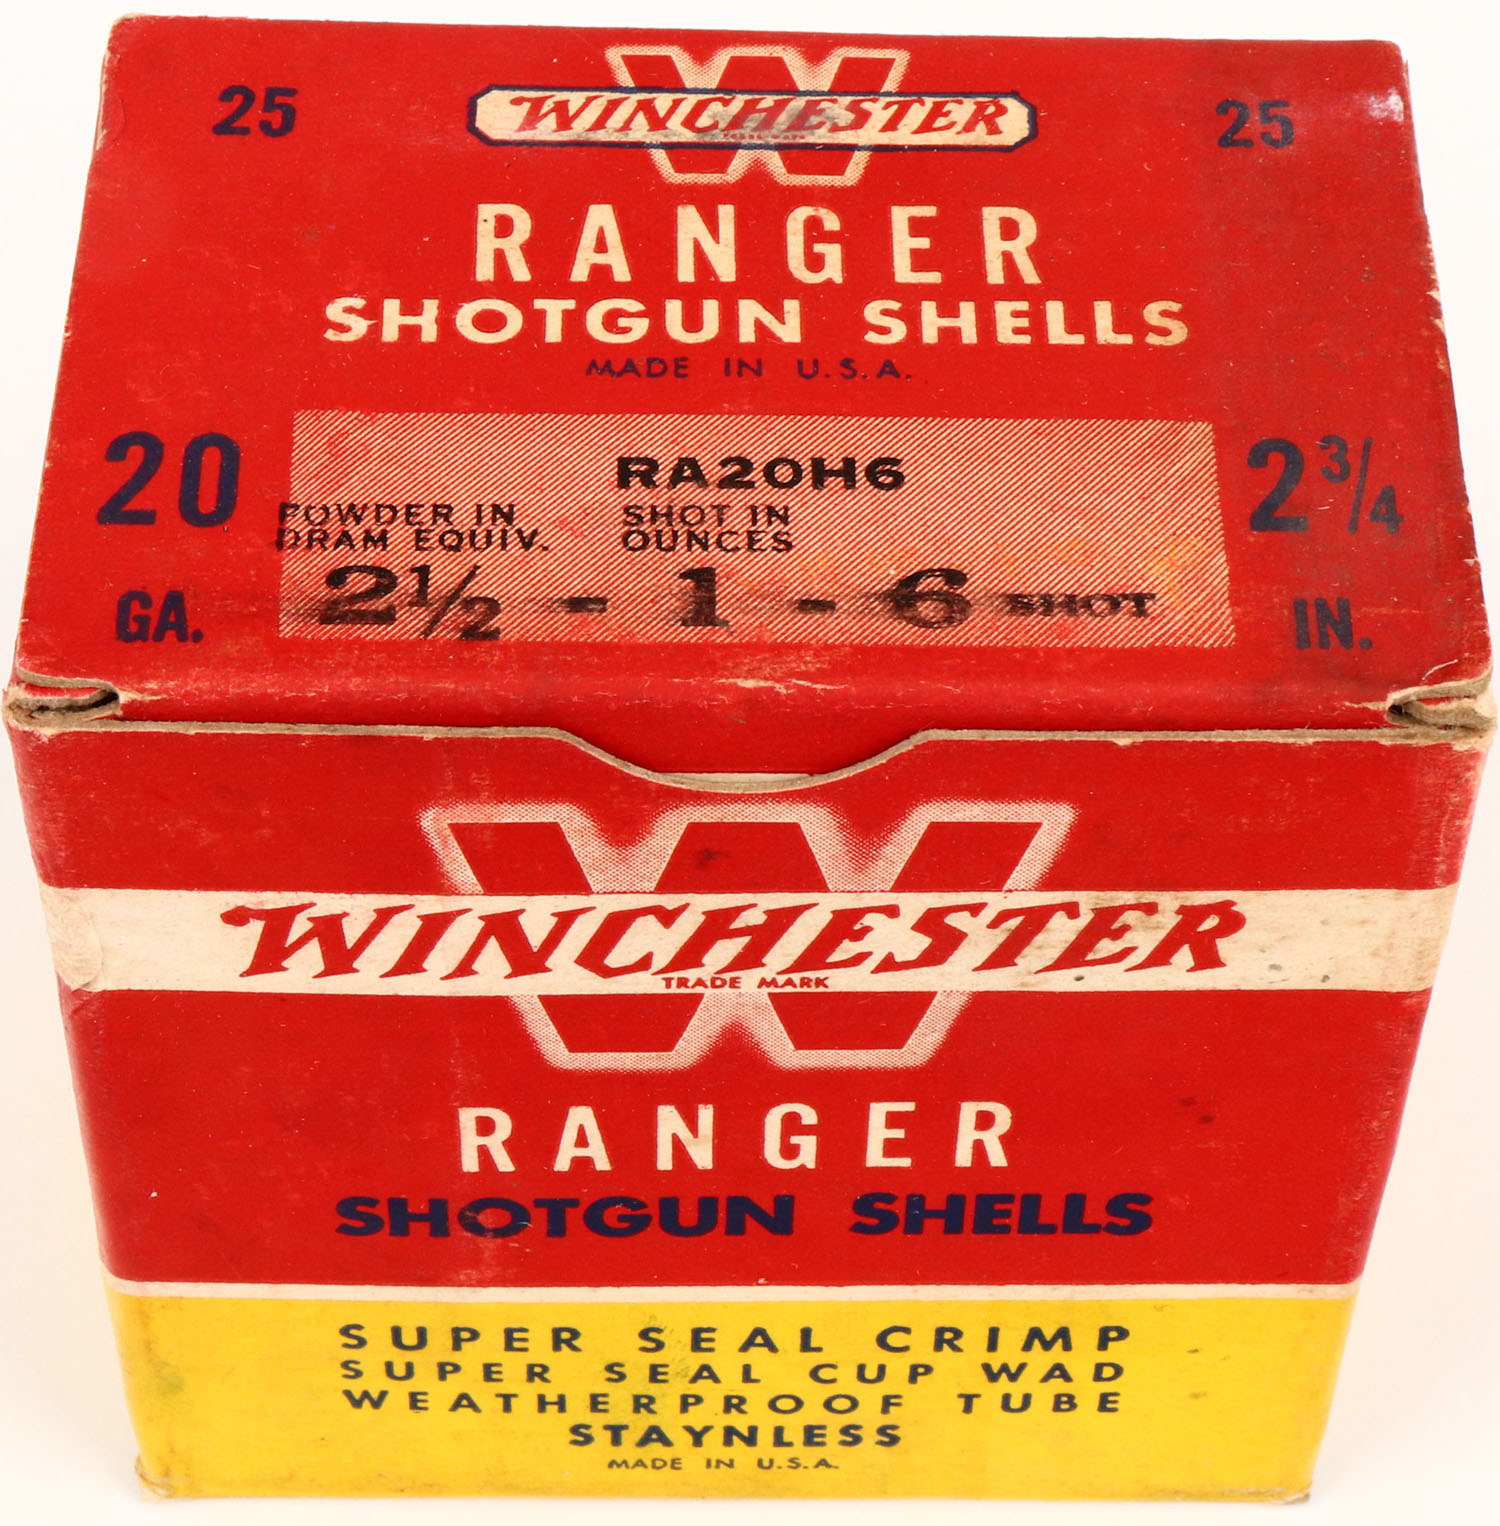 25 WINCHESTER 25
RANGER
SHOTGUN SHELLS
MADE IN U.S.A.
RA20H6
20 2 3/4
POWDER IN SHOT IN
DRAM EQUIV. OUNCES
2½ - 1 - 6 SHOT
GA. IN.
W
WINCHESTER
TRADE MARK
RANGER
SHOTGUN SHELLS
SUPER SEAL CRIMP
SUPER SEAL CUP WAD
WEATHERPROOF TUBE
STAYNLESS
MADE IN U.S.A.